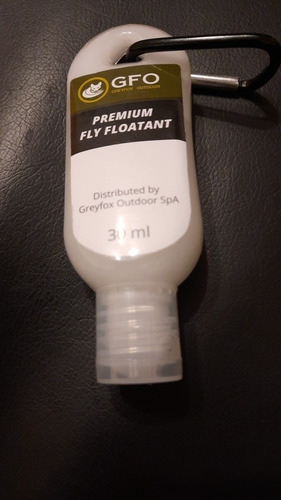 GFO
PREMIUM
FLY FLOATANT
Distributed by
Greyfox Outdoor SpA
30 ml